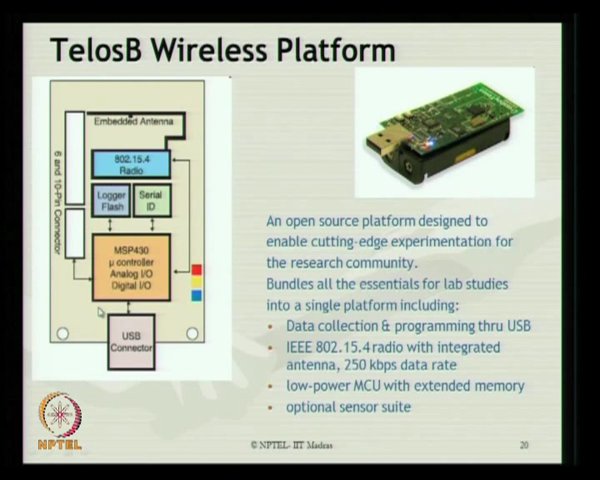 TelosB Wireless Platform
Embedded Antenna
802.15.4
Radio
6 and 10-Pin Connector
Logger
Flash
Serial
ID
MSP430
µ controller
Analog I/O
Digital I/O
USB
Connector
An open source platform designed to
enable cutting-edge experimentation for
the research community.
Bundles all the essentials for lab studies
into a single platform including:
• Data collection & programming thru USB
• IEEE 802.15.4 radio with integrated
antenna, 250 kbps data rate
• low-power MCU with extended memory
• optional sensor suite
NPTEL
© NPTEL- IIT Madras
20